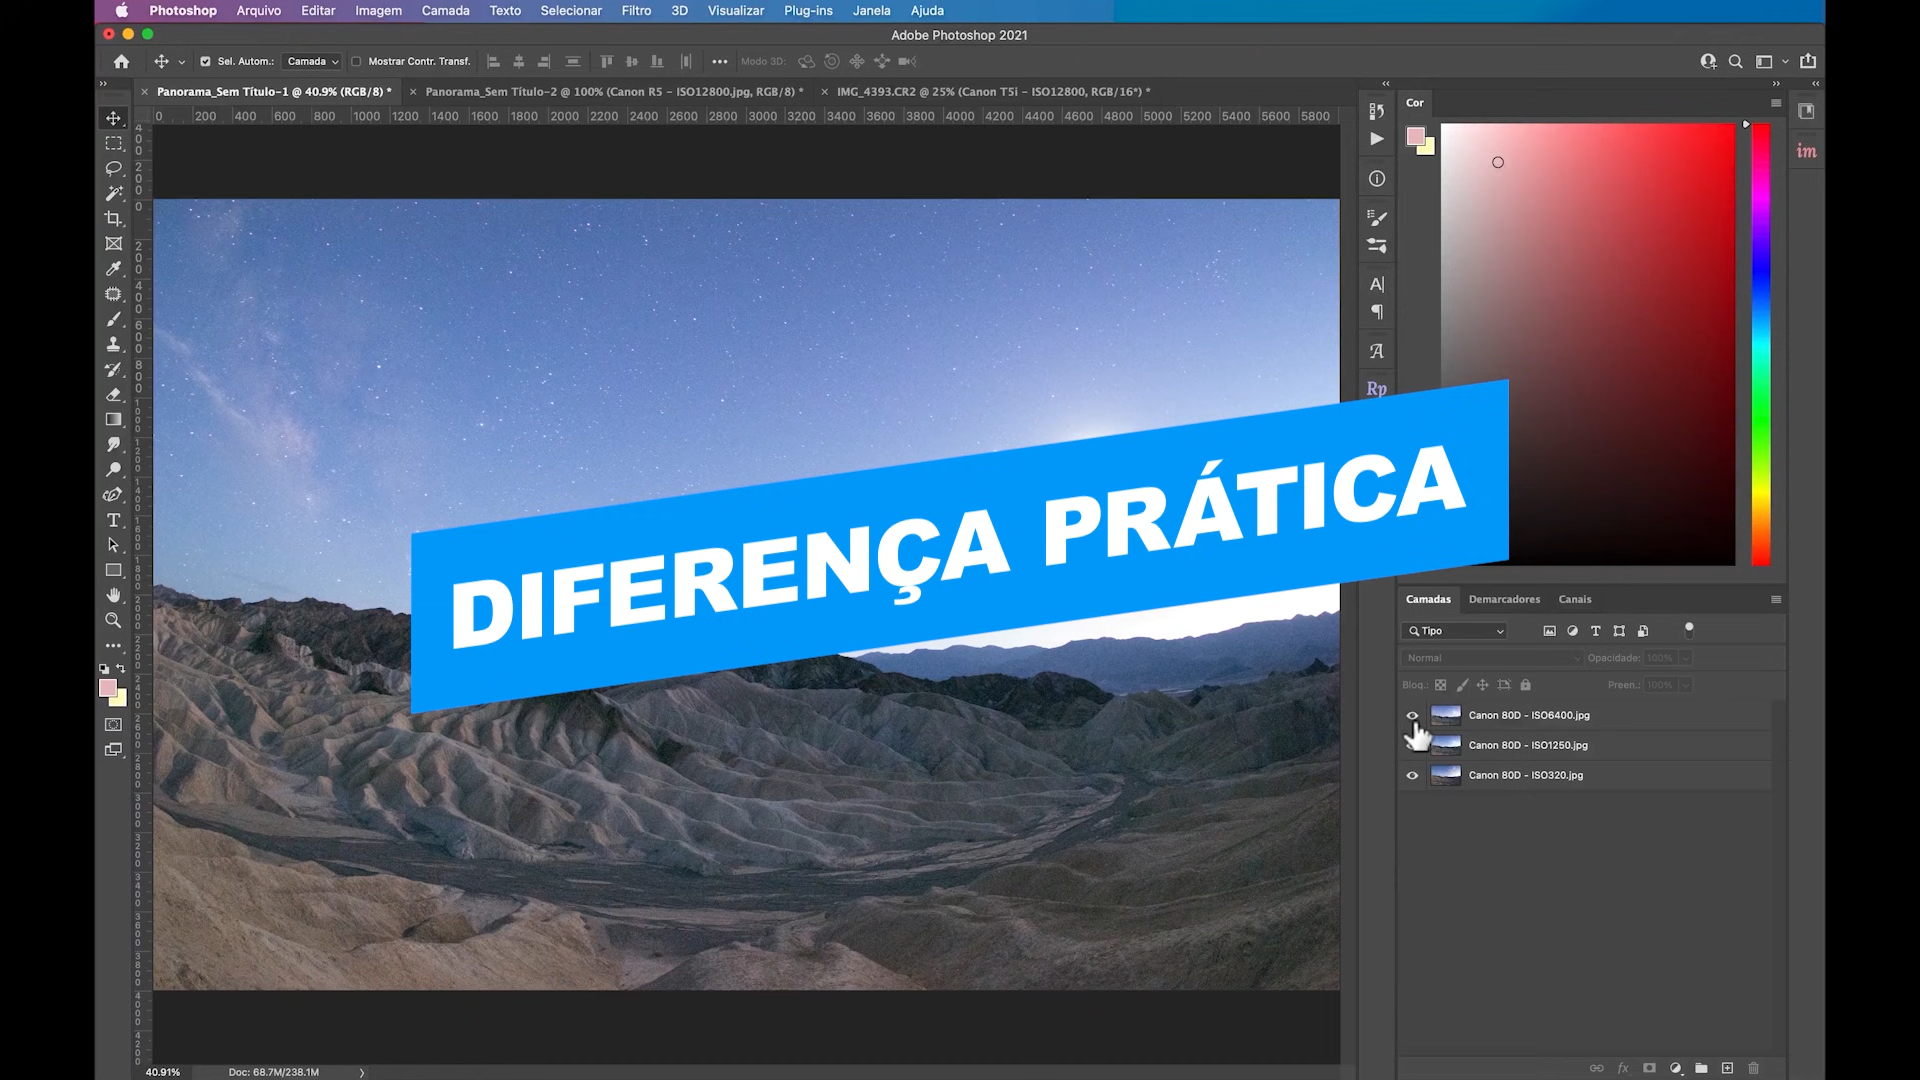 Photoshop Arquivo Editar Imagem Camada Texto Selecionar Filtro 3D Visualizar Plug-ins Janela Ajuda
Adobe Photoshop 2021
Sel. Autom.: Camada Mostrar Contr. Transf. Modo 3D:
Panorama_Sem Título-1 @ 40.9% (RGB/8) * Panorama_Sem Título-2 @ 100% (Canon R5 - ISO12800.jpg, RGB/8) * IMG_4393.CR2 @ 25% (Canon T5i - ISO12800, RGB/16*) *
0 200 400 600 800 1000 1200 1400 1600 1800 2000 2200 2400 2600 2800 3000 3200 3400 3600 3800 4000 4200 4400 4600 4800 5000 5200 5400 5600 5800
Cor
im
Rp
DIFERENÇA PRÁTICA
Camadas Demarcadores Canais
Tipo
Normal Opacidade: 100%
Bloq.: Preen.: 100%
Canon 80D - ISO6400.jpg
Canon 80D - ISO1250.jpg
Canon 80D - ISO320.jpg
40.91% Doc: 68.7M/238.1M
fx